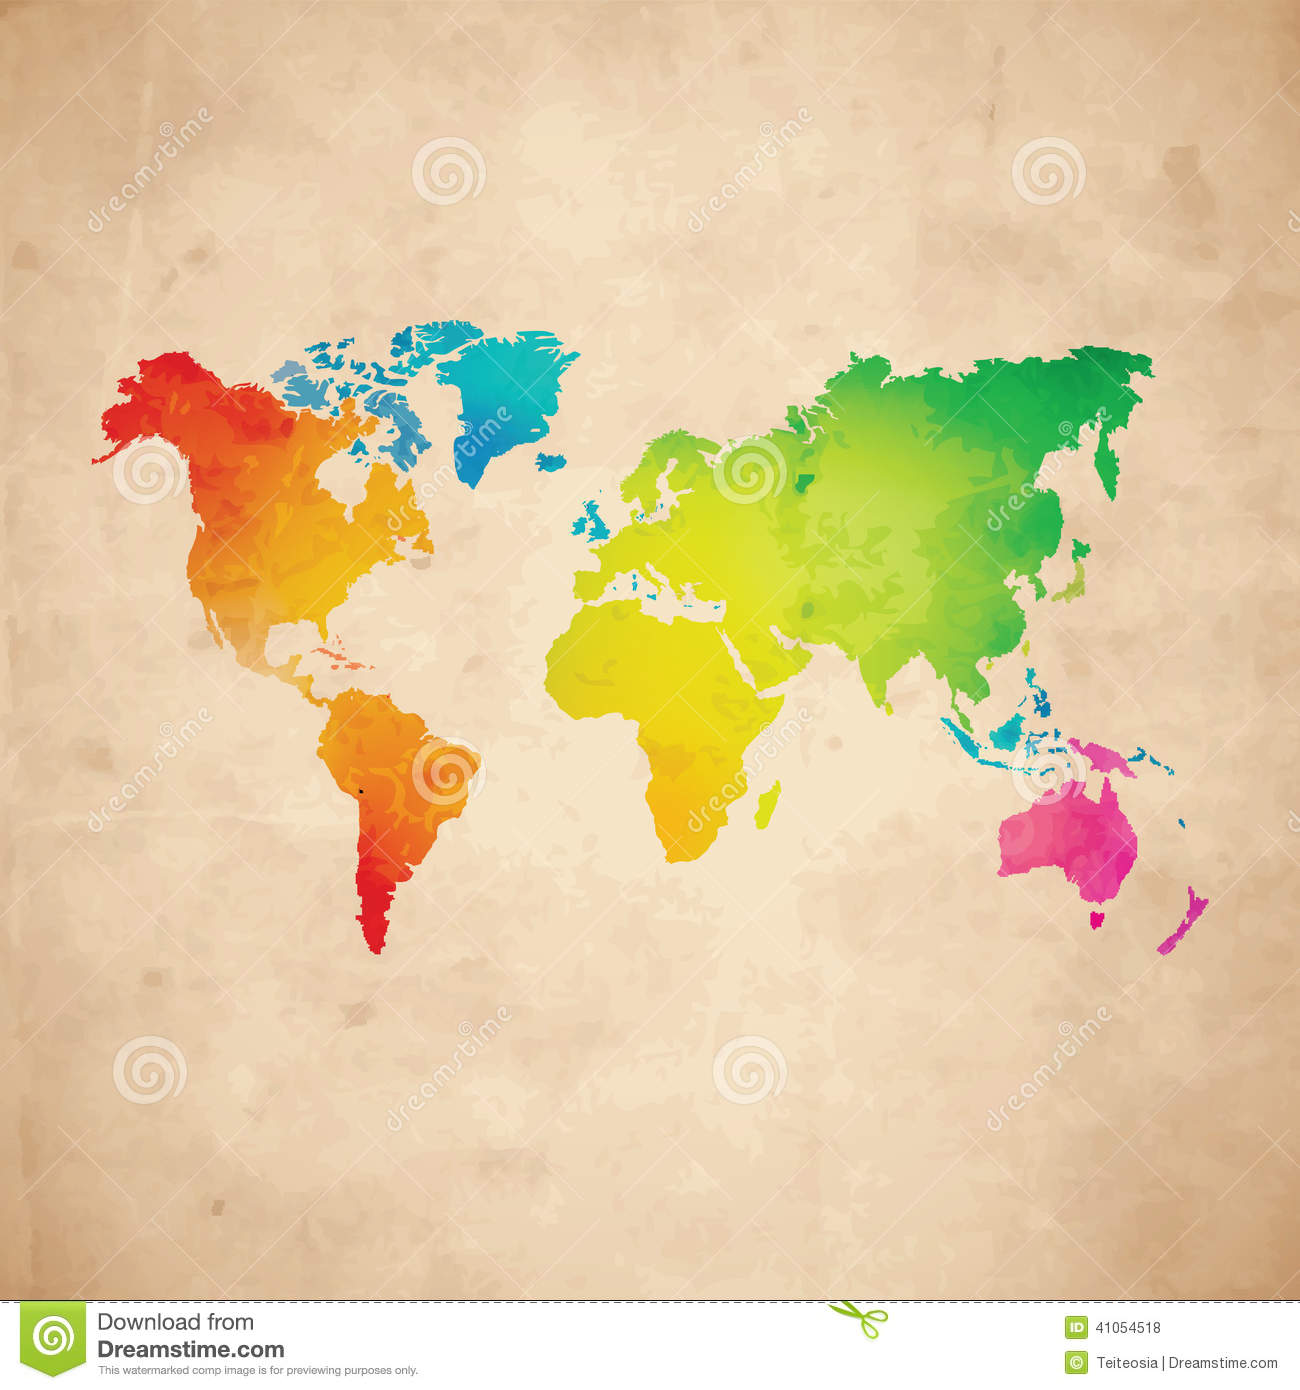 dreamstime
dreamstime
dreamstime
dreamstime
dreamstime
dreamstime
dreamstime
dreamstime
dreamstime
Download from
Dreamstime.com
This watermarked comp image is for previewing purposes only.
ID 41054518
© Teiteosia | Dreamstime.com